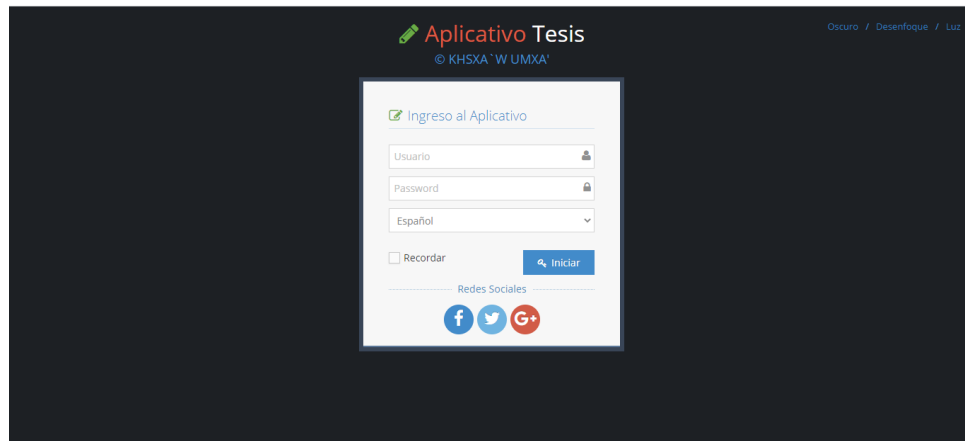 Aplicativo Tesis
Oscuro / Desenfoque / Luz
© KHSXA`W UMXA'
Ingreso al Aplicativo
Usuario
Password
Español
Recordar
Iniciar
Redes Sociales
f
G+